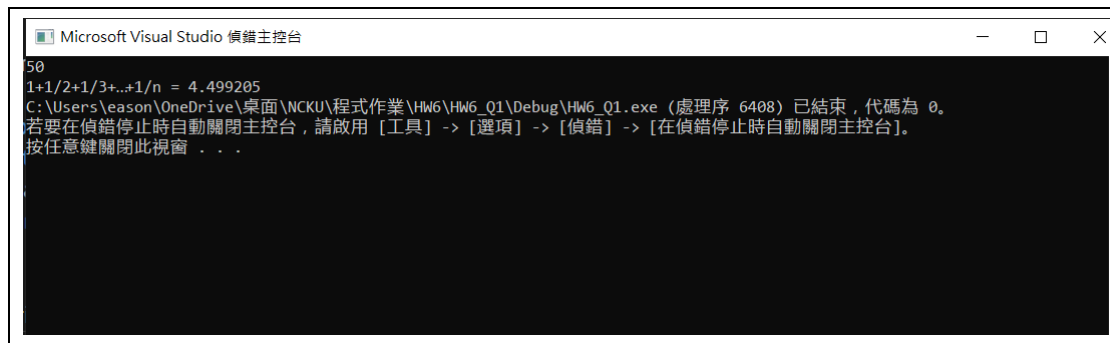 Microsoft Visual Studio 偵錯主控台
50
1+1/2+1/3+…+1/n = 4.499205
C:\Users\eason\OneDrive\桌面\NCKU\程式作業\HW6\HW6_Q1\Debug\HW6_Q1.exe (處理序 6408) 已結束，代碼為 0。
若要在偵錯停止時自動關閉主控台，請啟用 [工具] -> [選項] -> [偵錯] -> [在偵錯停止時自動關閉主控台]。
按任意鍵關閉此視窗 . . .